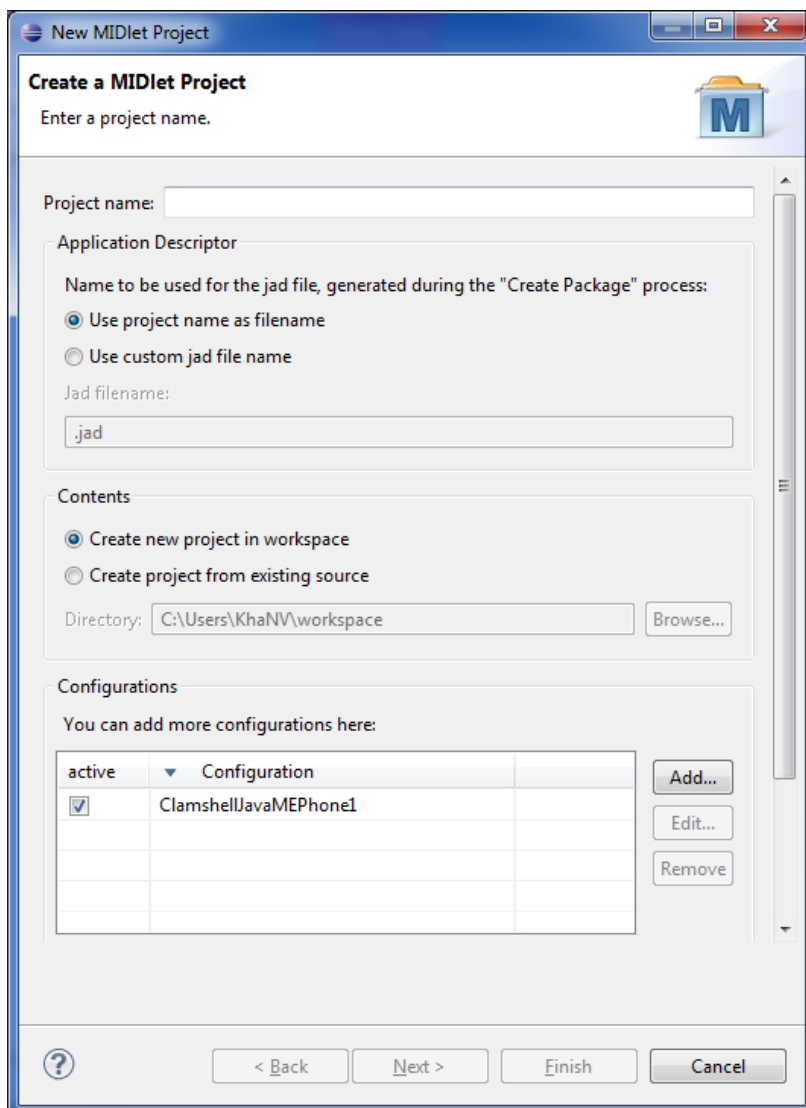 New MIDlet Project
Create a MIDlet Project
Enter a project name.
M
Project name:
Application Descriptor
Name to be used for the jad file, generated during the "Create Package" process:
Use project name as filename
Use custom jad file name
Jad filename:
.jad
Contents
Create new project in workspace
Create project from existing source
Directory: C:\Users\KhaNV\workspace Browse...
Configurations
You can add more configurations here:
active Configuration Add...
ClamshellJavaMEPhone1
Edit...
Remove
? < Back Next > Finish Cancel